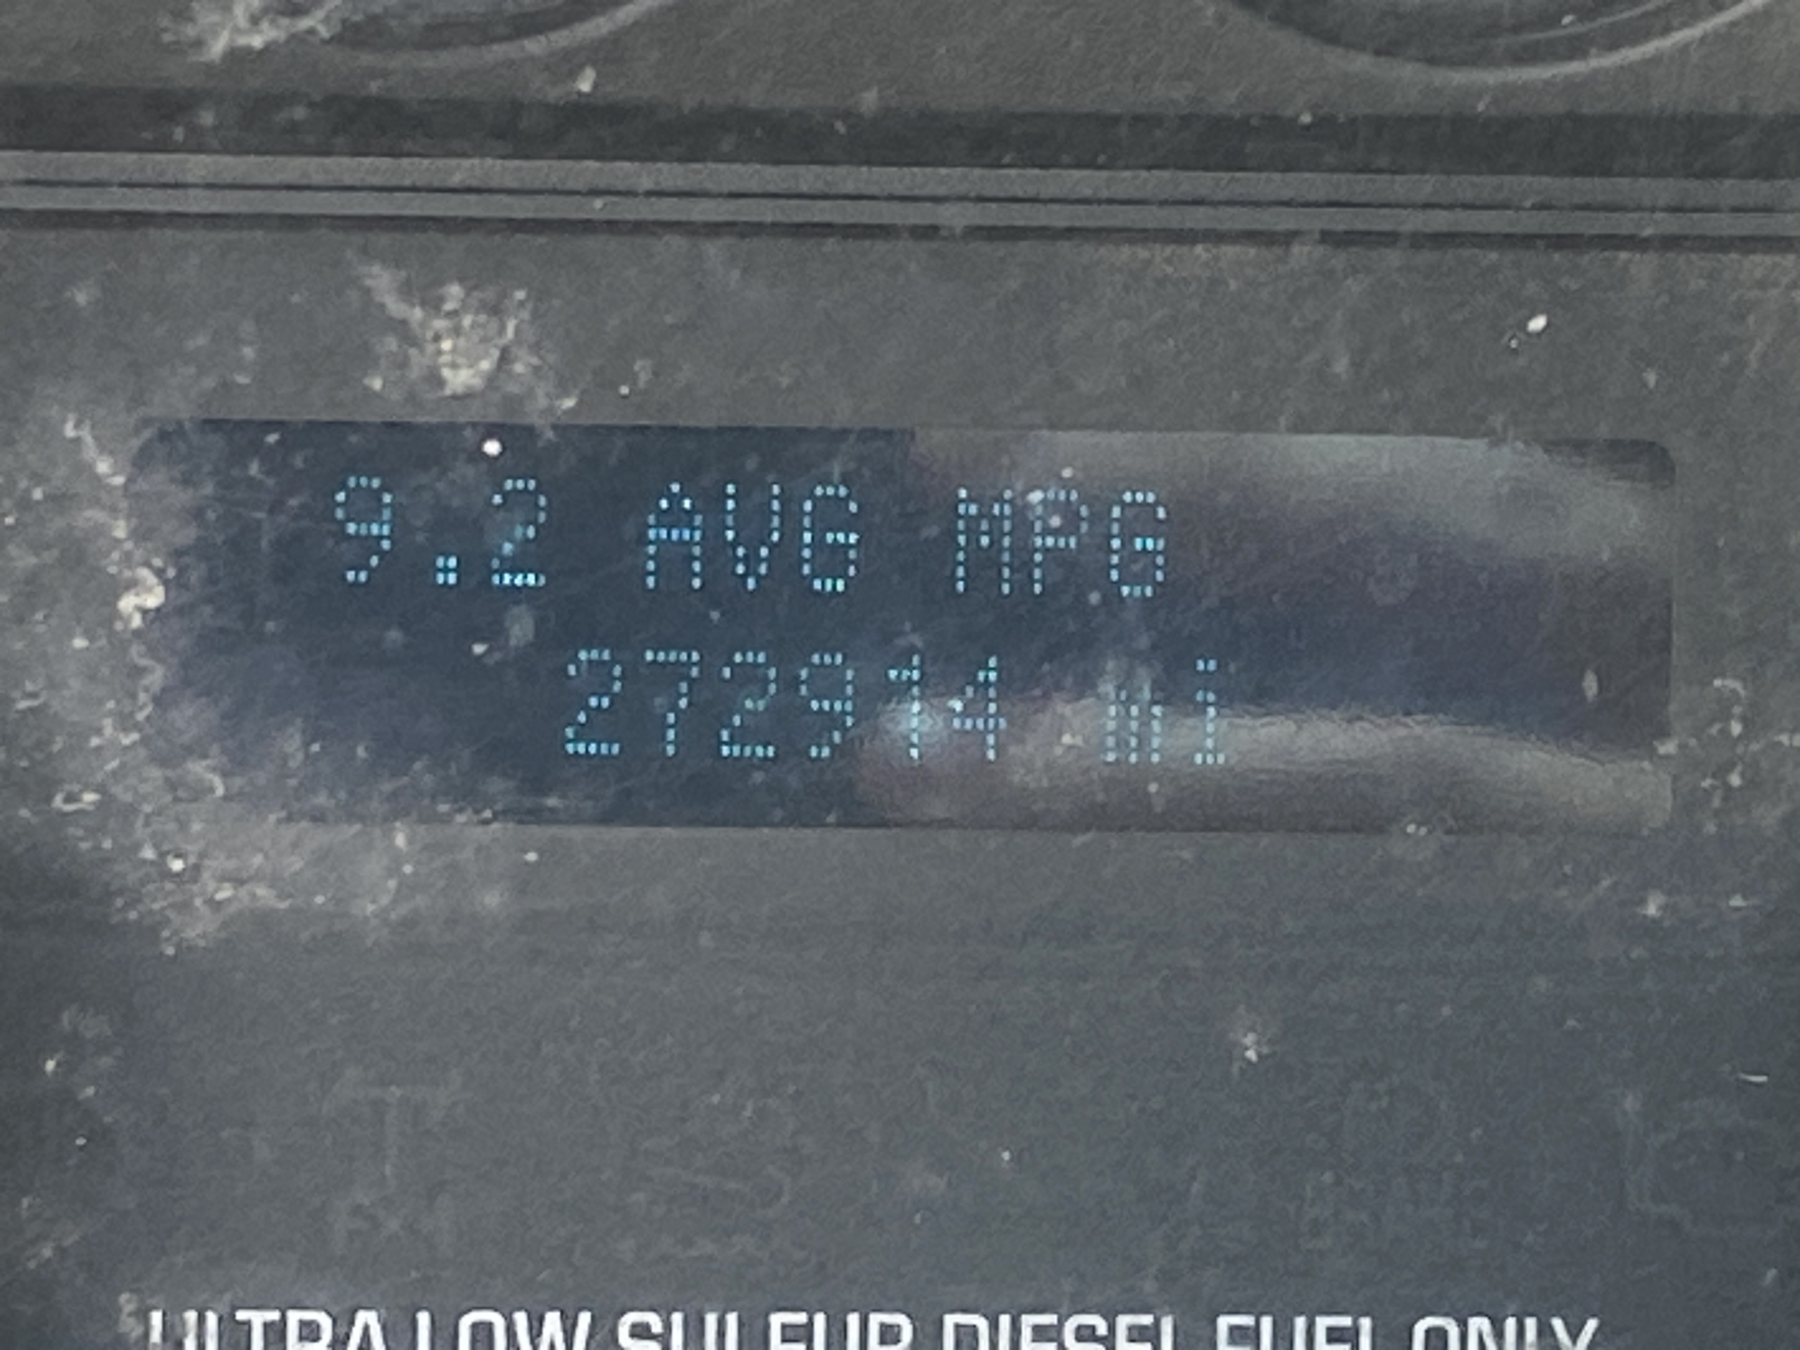 9.2 AVG MPG
272914 mi
ULTRA LOW SULFUR DIESEL FUEL ONLY